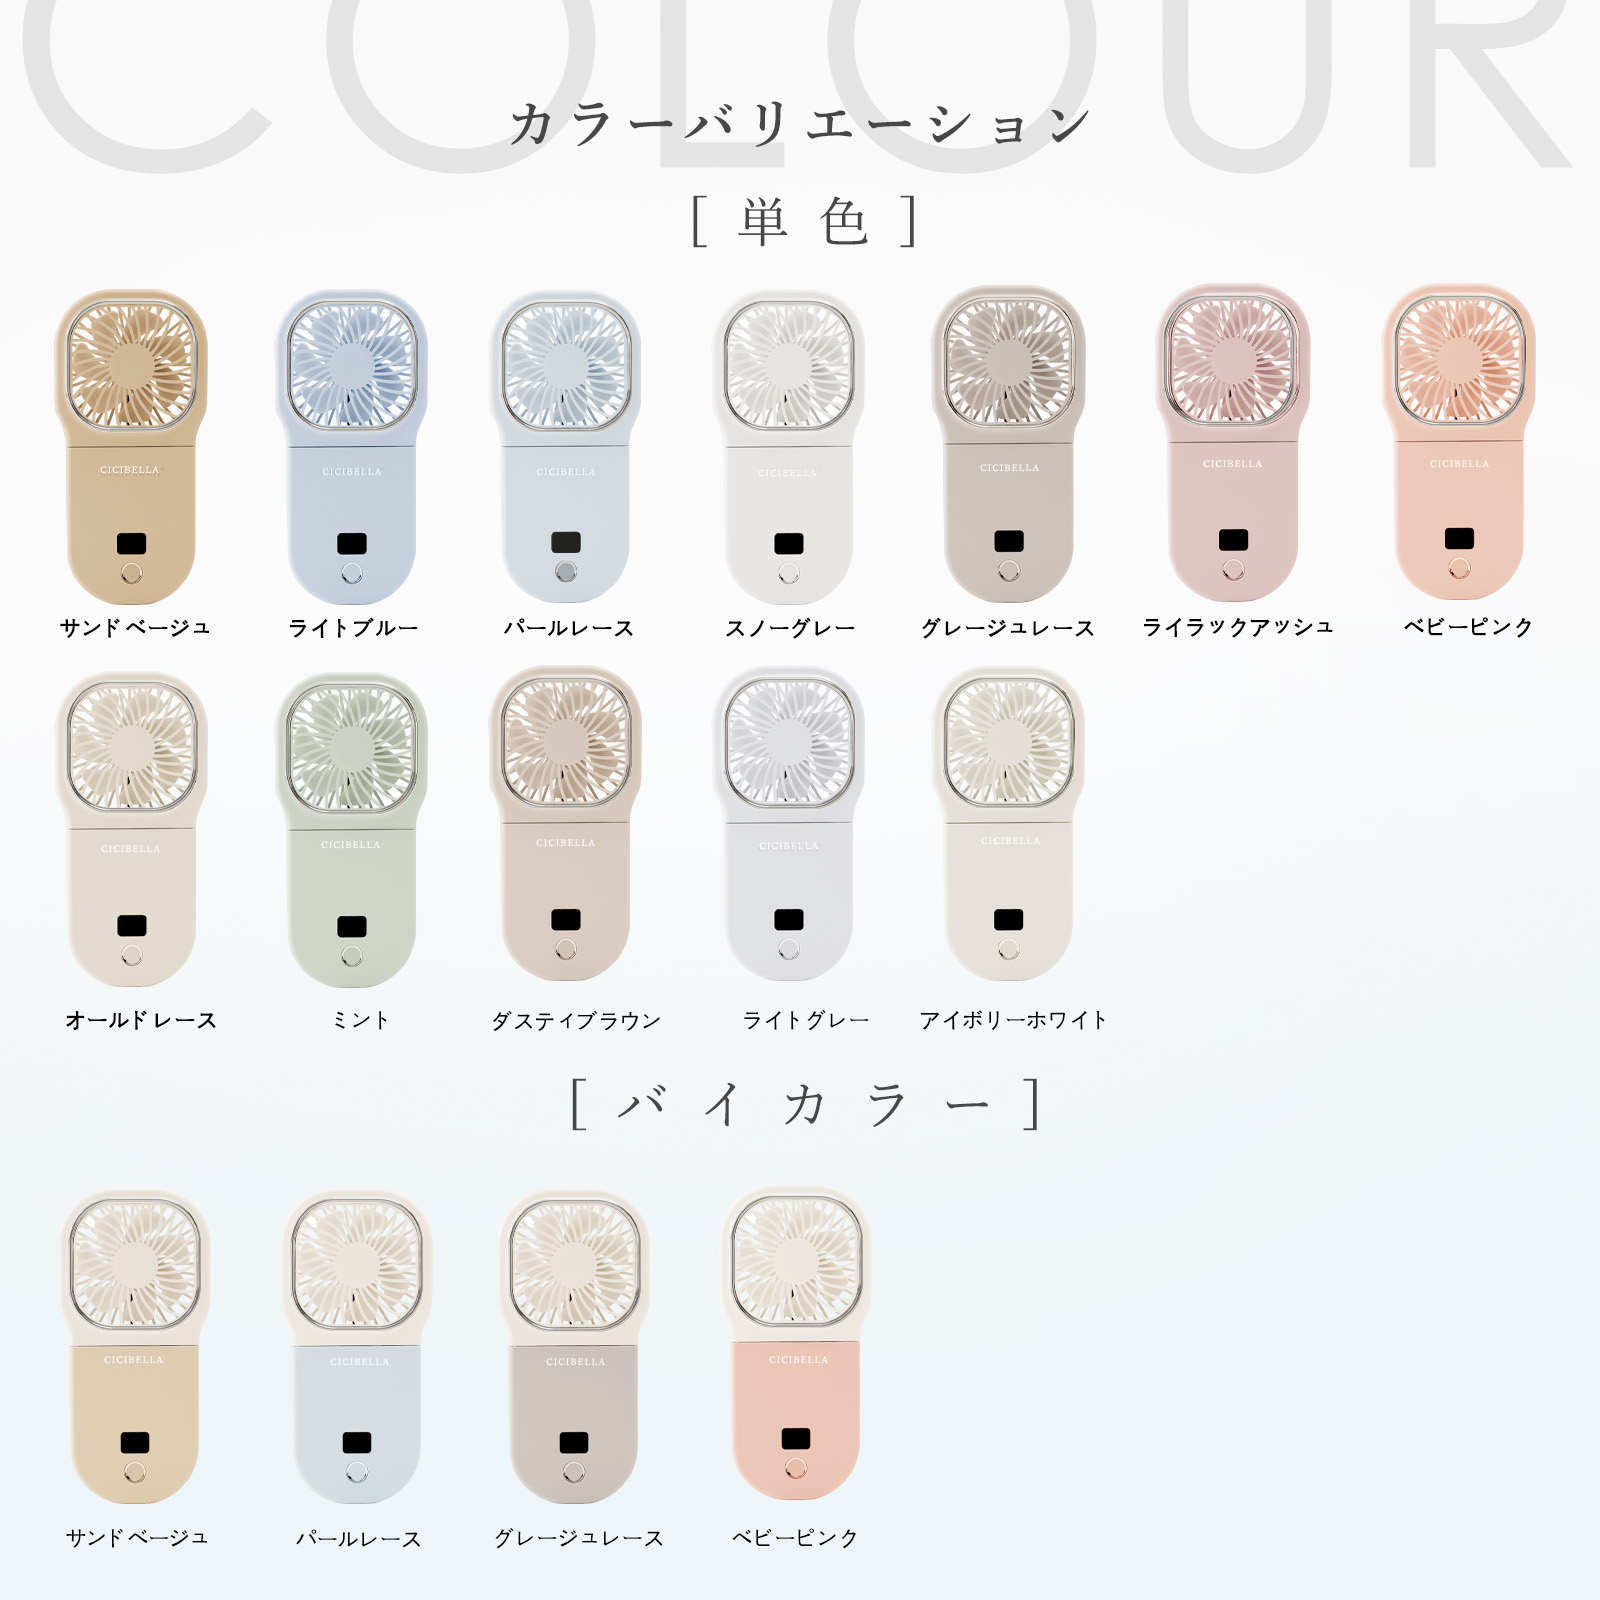 COLOUR
カラーバリエーション
[単色]
CICIBELLA CICIBELLA CICIBELLA CICIBELLA CICIBELLA CICIBELLA CICIBELLA
サンドベージュ ライトブルー パールレース スノーグレー グレージュレース ライラックアッシュ ベビーピンク
CICIBELLA CICIBELLA CICIBELLA CICIBELLA CICIBELLA
オールドレース ミント ダスティブラウン ライトグレー アイボリーホワイト
[バイカラー]
CICIBELLA CICIBELLA CICIBELLA CICIBELLA
サンドベージュ パールレース グレージュレース ベビーピンク